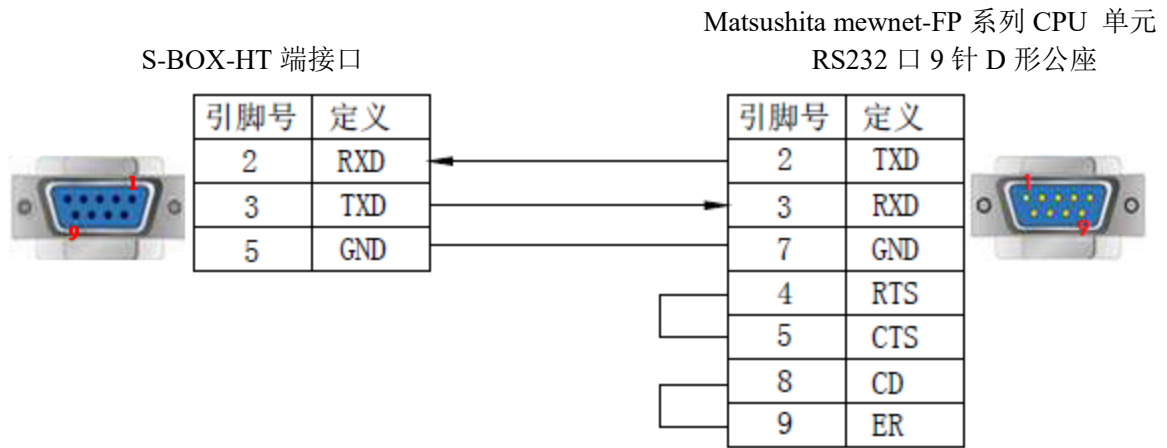 Matsushita mewnet-FP 系列 CPU 单元
S-BOX-HT 端接口
RS232 口 9 针 D 形公座
引脚号 定义
2 RXD
3 TXD
5 GND
1
9
引脚号 定义
2 TXD
3 RXD
7 GND
4 RTS
5 CTS
8 CD
9 ER
1
9